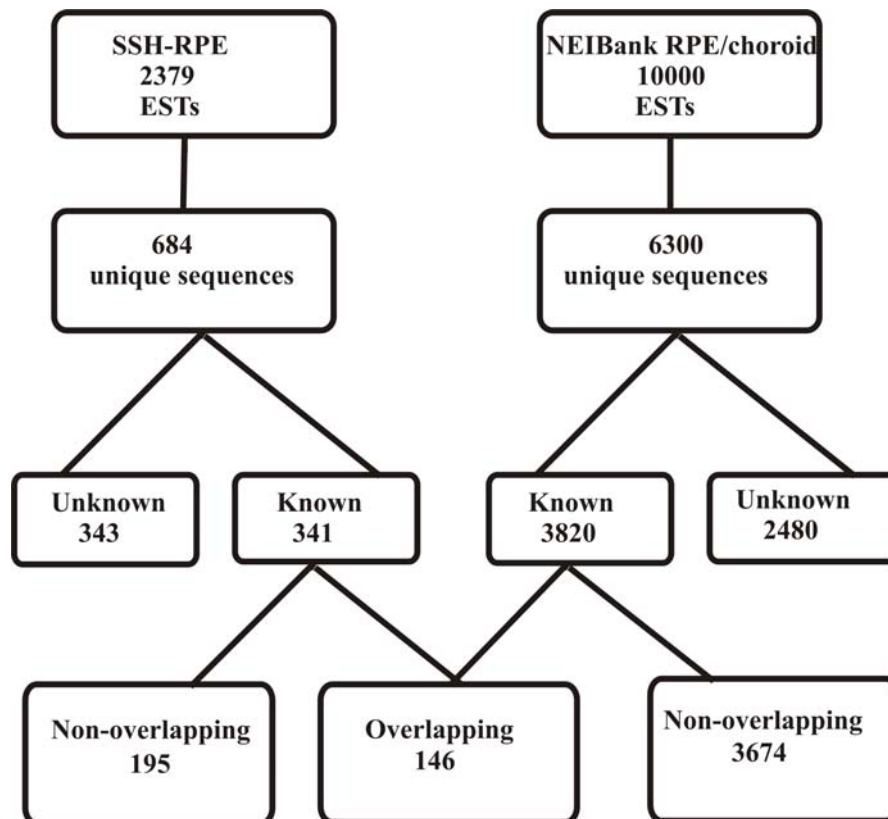 SSH-RPE
2379
ESTs
NEIBank RPE/choroid
10000
ESTs
684
unique sequences
6300
unique sequences
Unknown
343
Known
341
Known
3820
Unknown
2480
Non-overlapping
195
Overlapping
146
Non-overlapping
3674